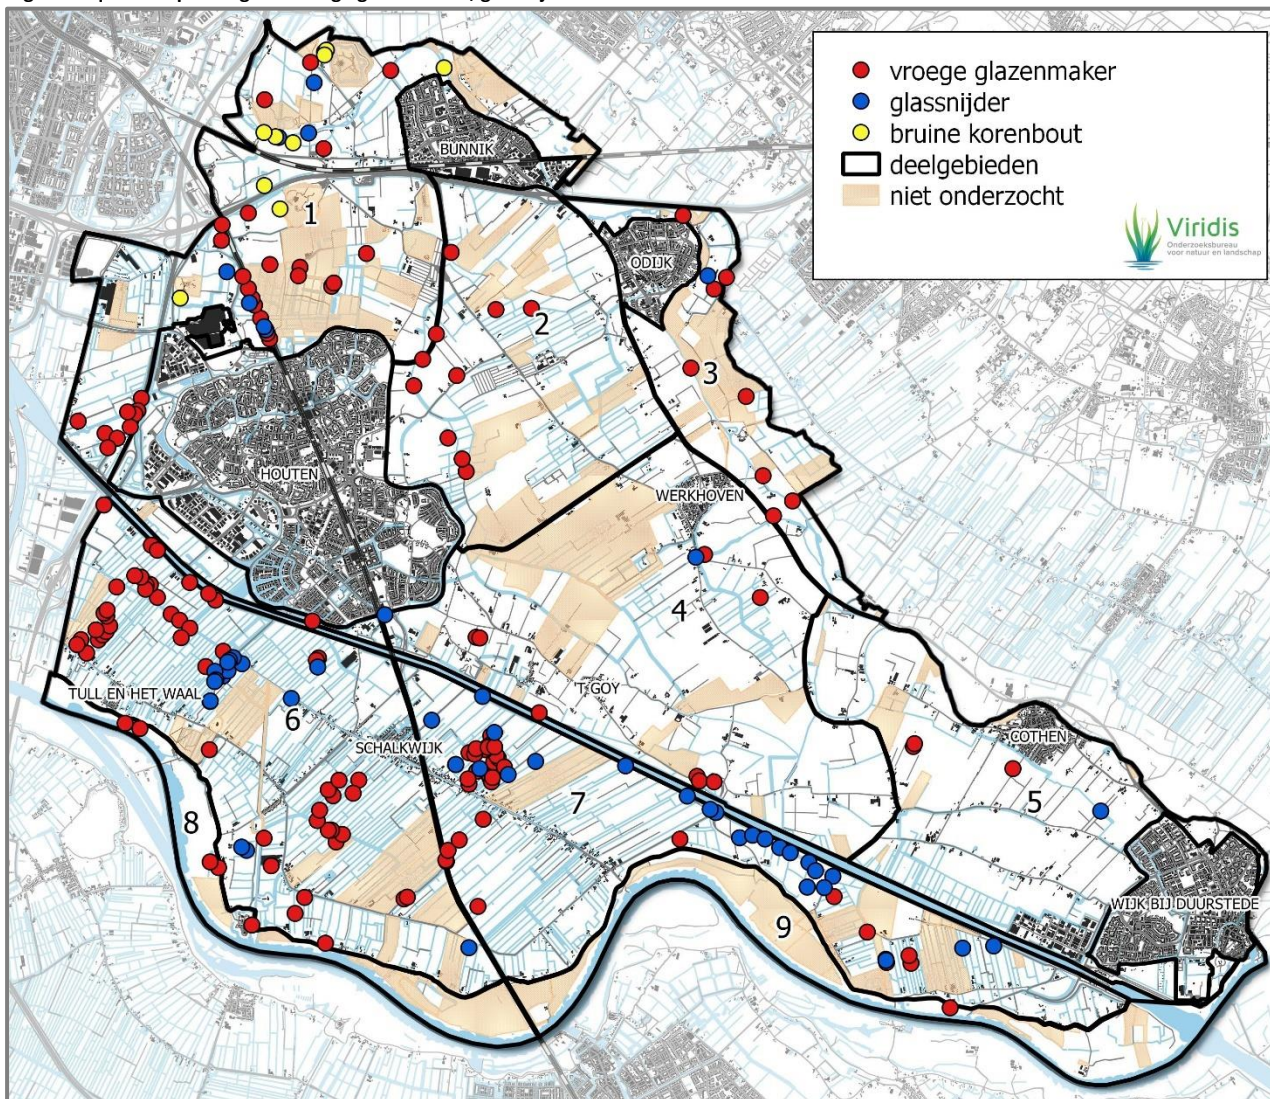 vroege glazenmaker
glassnijder
bruine korenbout
deelgebieden
niet onderzocht
Viridis
Onderzoeksbureau
voor natuur en landschap
BUNNIK
1
ODIJK
2
3
HOUTEN
WERKHOVEN
4
TULL EN HET WAAL
'T GOY
6
SCHALKWIJK
COTHEN
5
7
8
WIJK BIJ DUURSTEDE
9